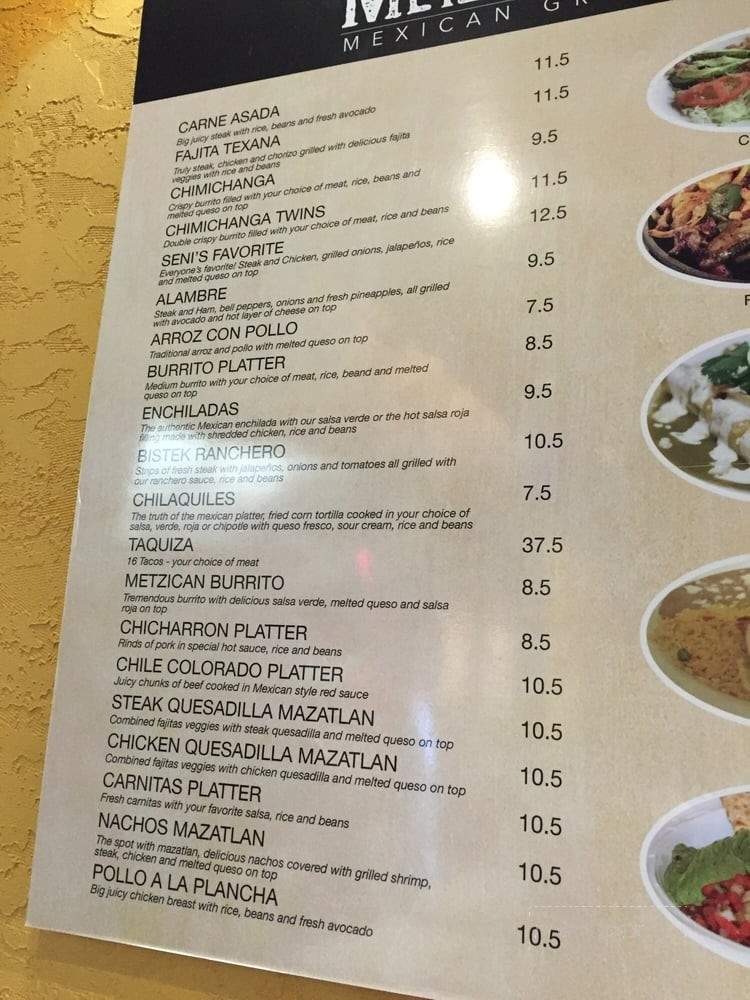 MEXICAN GR
CARNE ASADA 11.5
Big juicy steak with rice, beans and fresh avocado
FAJITA TEXANA 11.5
Truly steak, chicken and chorizo grilled with delicious fajita
veggies with rice and beans
CHIMICHANGA 9.5
Crispy burrito filled with your choice of meat, rice, beans and
melted queso on top
CHIMICHANGA TWINS 11.5
Double crispy burrito filled with your choice of meat, rice and beans
SENI'S FAVORITE 12.5
Everyone's favorite! Steak and Chicken, grilled onions, jalapeños, rice
and melted queso on top
ALAMBRE 9.5
Steak and Ham, bell peppers, onions and fresh pineapples, all grilled
with avocado and hot layer of cheese on top
ARROZ CON POLLO 7.5
Traditional arroz and pollo with melted queso on top
BURRITO PLATTER 8.5
Medium burrito with your choice of meat, rice, beand and melted
queso on top
ENCHILADAS 9.5
The authentic Mexican enchilada with our salsa verde or the hot salsa roja
filling made with shredded chicken, rice and beans
BISTEK RANCHERO 10.5
Strips of fresh steak with jalapeños, onions and tomatoes all grilled with
our ranchero sauce, rice and beans
CHILAQUILES 7.5
The truth of the mexican platter, fried corn tortilla cooked in your choice of
salsa, verde, roja or chipotle with queso fresco, sour cream, rice and beans
TAQUIZA 37.5
16 Tacos - your choice of meat
METZICAN BURRITO 8.5
Tremendous burrito with delicious salsa verde, melted queso and salsa
roja on top
CHICHARRON PLATTER 8.5
Rinds of pork in special hot sauce, rice and beans
CHILE COLORADO PLATTER 10.5
Juicy chunks of beef cooked in Mexican style red sauce
STEAK QUESADILLA MAZATLAN 10.5
Combined fajitas veggies with steak quesadilla and melted queso on top
CHICKEN QUESADILLA MAZATLAN 10.5
Combined fajitas veggies with chicken quesadilla and melted queso on top
CARNITAS PLATTER 10.5
Fresh carnitas with your favorite salsa, rice and beans
NACHOS MAZATLAN 10.5
The spot with mazatlan, delicious nachos covered with grilled shrimp,
steak, chicken and melted queso on top
POLLO A LA PLANCHA 10.5
Big juicy chicken breast with rice, beans and fresh avocado